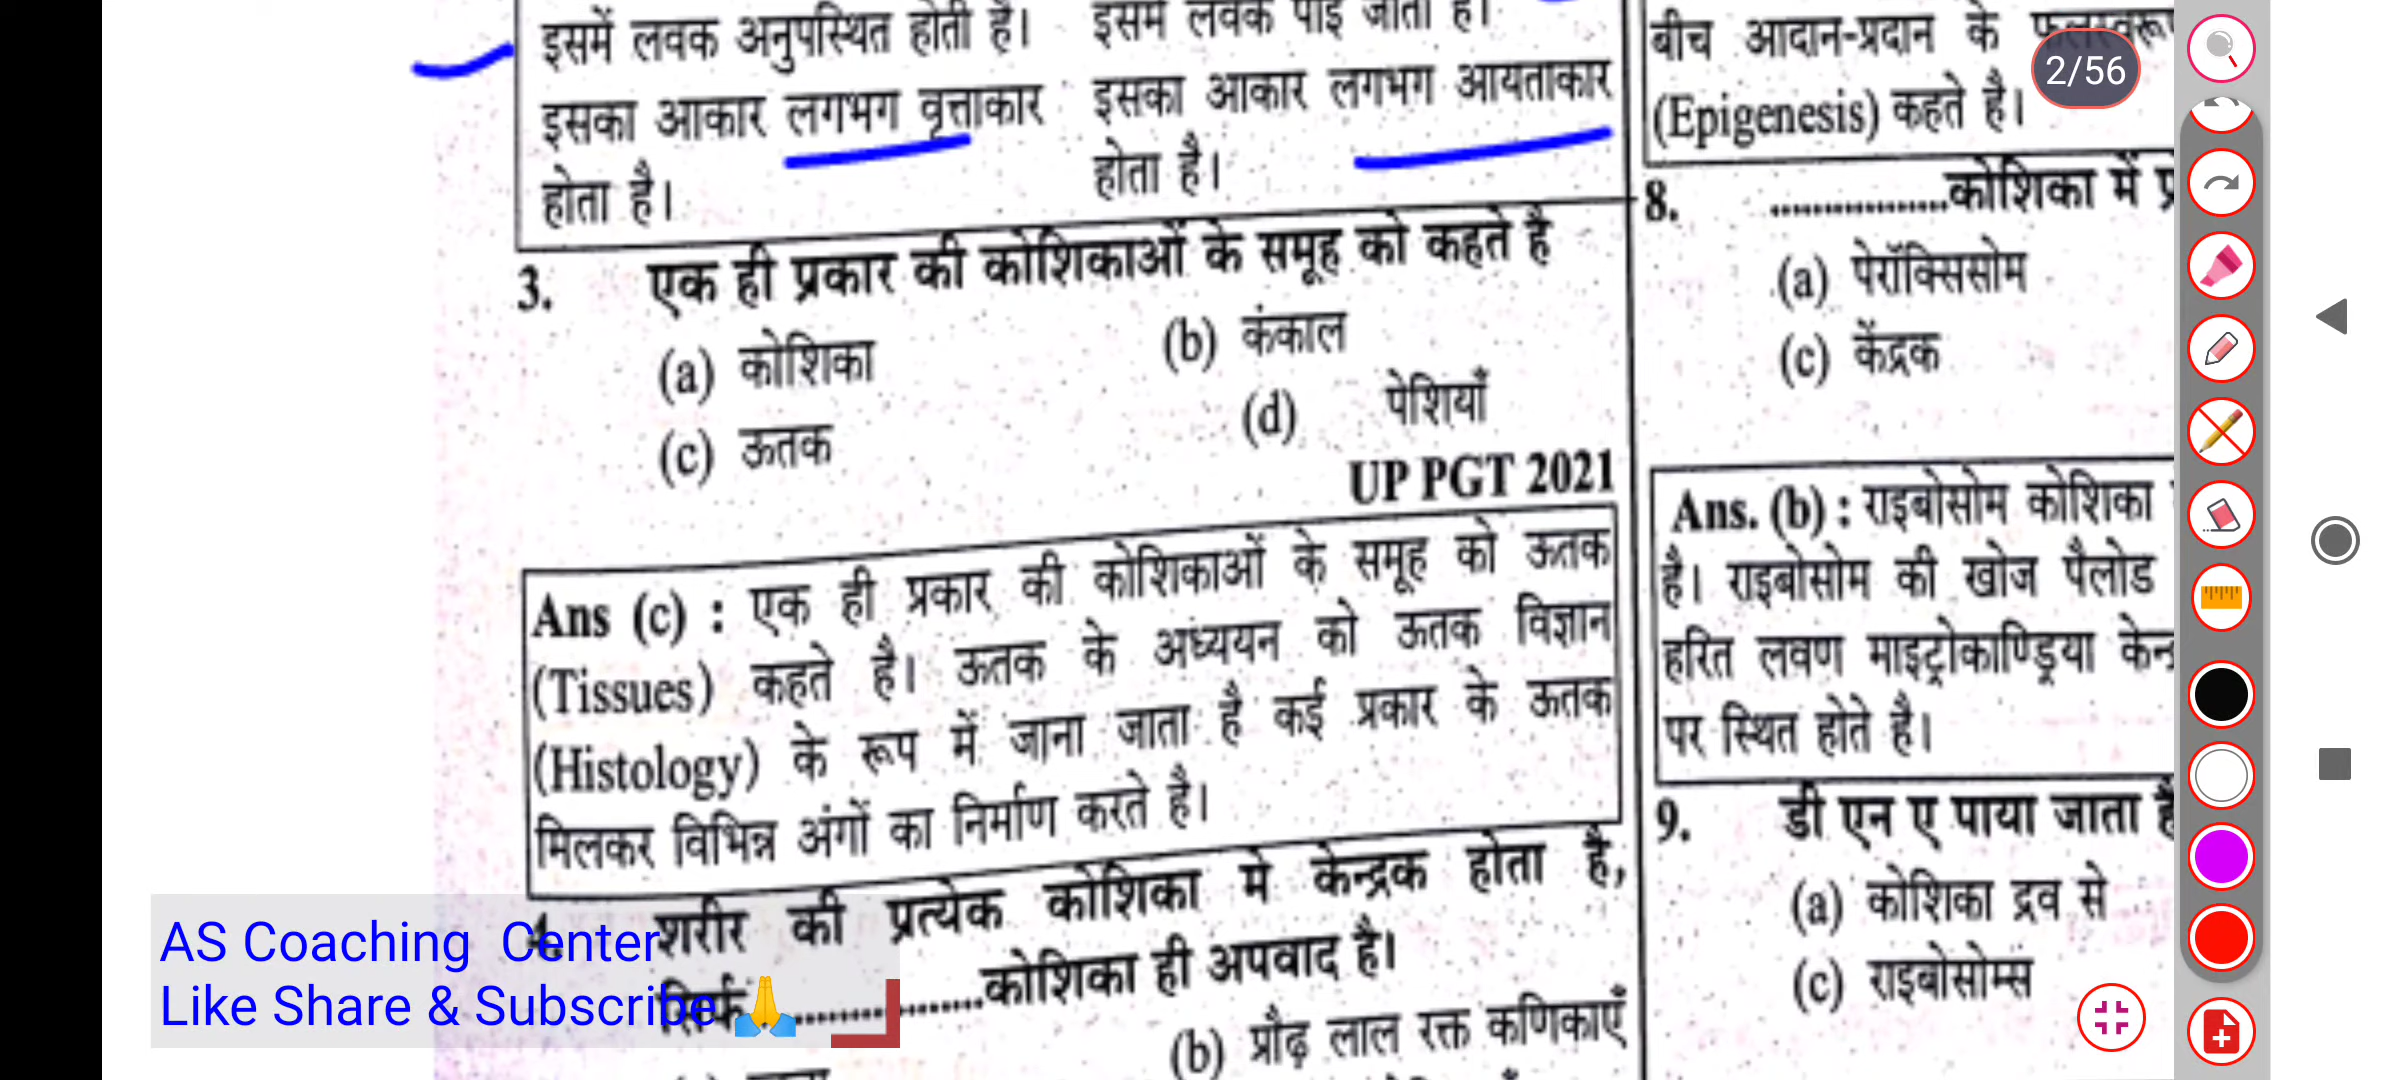 इसमें लवक अनुपस्थित होती है।
इसका आकार लगभग वृत्ताकार
होता है।
इसमें लवक पाई जाती है।
इसका आकार लगभग आयताकार
होता है।
3. एक ही प्रकार की कोशिकाओं के समूह को कहते है
(a) कोशिका (b) कंकाल
(c) ऊतक (d) पेशियाँ
UP PGT 2021
Ans (c) : एक ही प्रकार की कोशिकाओं के समूह को ऊतक
(Tissues) कहते है। ऊतक के अध्ययन को ऊतक विज्ञान
(Histology) के रूप में जाना जाता है कई प्रकार के ऊतक
मिलकर विभिन्न अंगों का निर्माण करते है।
4. शरीर की प्रत्येक कोशिका मे केन्द्रक होता है,
सिर्फ..................कोशिका ही अपवाद है।
(b) प्रौढ़ लाल रक्त कणिकाएँ
बीच आदान-प्रदान के फलस्वरूप
(Epigenesis) कहते है।
8. .................कोशिका में
(a) पेरॉक्सिसोम
(c) केंद्रक
Ans. (b) : राइबोसोम कोशिका
है। राइबोसोम की खोज पैलोड
हरित लवण माइट्रोकाण्ड्रिया
पर स्थित होते है।
9. डी एन ए पाया जाता है
(a) कोशिका द्रव से
(c) राइबोसोम्स
2/56
AS Coaching Center
Like Share & Subscribe🙏